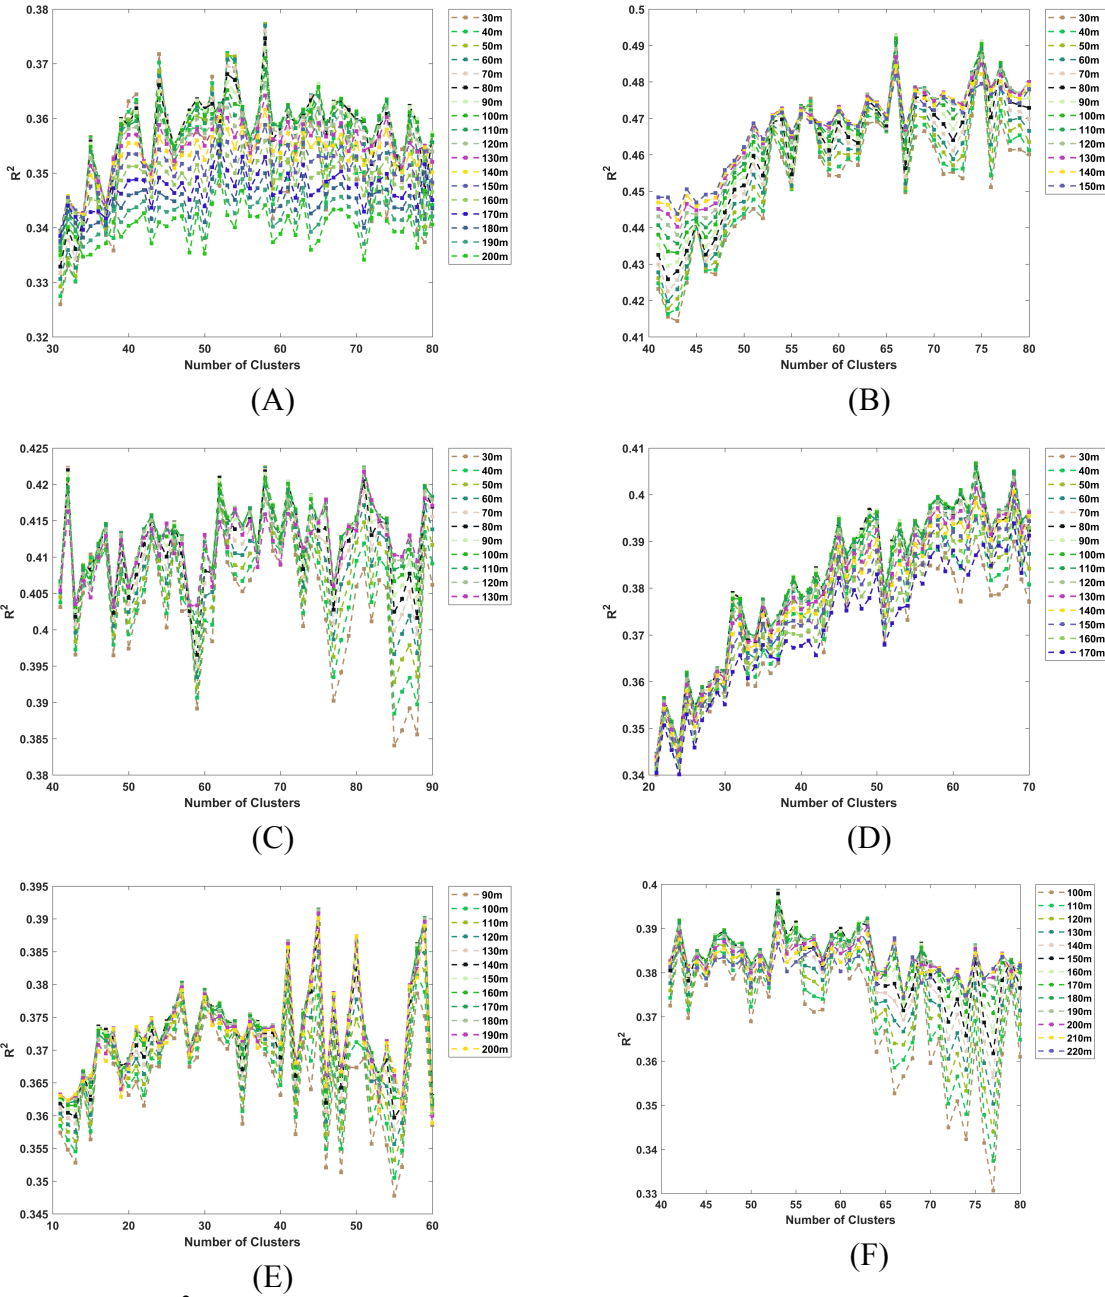 0.38
0.37
0.36
0.35
0.34
0.33
0.32
R²
30 40 50 60 70 80
Number of Clusters
30m
40m
50m
60m
70m
80m
90m
100m
110m
120m
130m
140m
150m
160m
170m
180m
190m
200m
(A)
0.5
0.49
0.48
0.47
0.46
0.45
0.44
0.43
0.42
0.41
R²
40 45 50 55 60 65 70 75 80
Number of Clusters
30m
40m
50m
60m
70m
80m
90m
100m
110m
120m
130m
140m
150m
(B)
0.425
0.42
0.415
0.41
0.405
0.4
0.395
0.39
0.385
0.38
R²
40 50 60 70 80 90
Number of Clusters
30m
40m
50m
60m
70m
80m
90m
100m
110m
120m
130m
(C)
0.41
0.4
0.39
0.38
0.37
0.36
0.35
0.34
R²
20 30 40 50 60 70
Number of Clusters
30m
40m
50m
60m
70m
80m
90m
100m
110m
120m
130m
140m
150m
160m
170m
(D)
0.395
0.39
0.385
0.38
0.375
0.37
0.365
0.36
0.355
0.35
0.345
R²
10 20 30 40 50 60
Number of Clusters
90m
100m
110m
120m
130m
140m
150m
160m
170m
180m
190m
200m
(E)
0.4
0.39
0.38
0.37
0.36
0.35
0.34
0.33
R²
40 45 50 55 60 65 70 75 80
Number of Clusters
100m
110m
120m
130m
140m
150m
160m
170m
180m
190m
200m
210m
220m
(F)